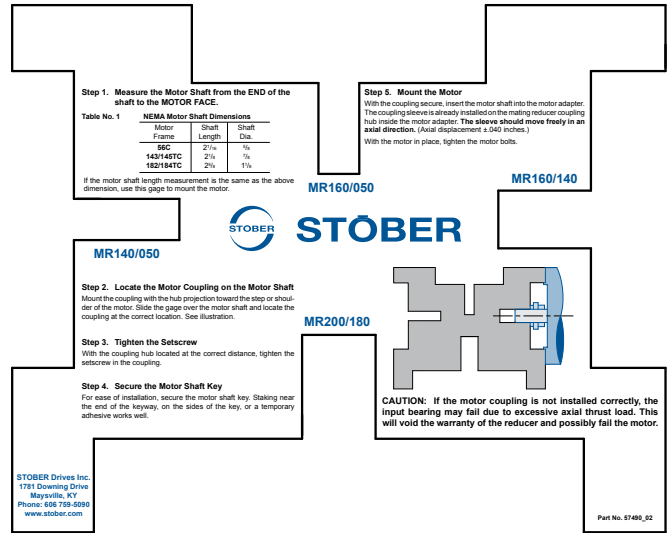 Step 1. Measure the Motor Shaft from the END of the
shaft to the MOTOR FACE.
Table No. 1 NEMA Motor Shaft Dimensions
Motor Shaft Shaft
Frame Length Dia.
56C 2 1/16 5/8
143/145TC 2 1/8 7/8
182/184TC 2 5/8 1 1/8
If the motor shaft length measurement is the same as the above
dimension, use this gage to mount the motor.
Step 5. Mount the Motor
With the coupling secure, insert the motor shaft into the motor adapter.
The coupling sleeve is already installed on the mating reducer coupling
hub inside the motor adapter. The sleeve should move freely in an
axial direction. (Axial displacement ±.040 inches.)
With the motor in place, tighten the motor bolts.
MR160/050
MR160/140
STOBER
STÖBER
MR140/050
Step 2. Locate the Motor Coupling on the Motor Shaft
Mount the coupling with the hub projection toward the step or shoul-
der of the motor. Slide the gage over the motor shaft and locate the
coupling at the correct location. See illustration.
MR200/180
Step 3. Tighten the Setscrew
With the coupling hub located at the correct distance, tighten the
setscrew in the coupling.
Step 4. Secure the Motor Shaft Key
For ease of installation, secure the motor shaft key. Staking near
the end of the keyway, on the sides of the key, or a temporary
adhesive works well.
CAUTION: If the motor coupling is not installed correctly, the
input bearing may fail due to excessive axial thrust load. This
will void the warranty of the reducer and possibly fail the motor.
STOBER Drives Inc.
1781 Downing Drive
Maysville, KY
Phone: 606 759-5090
www.stober.com
Part No. 57490_02